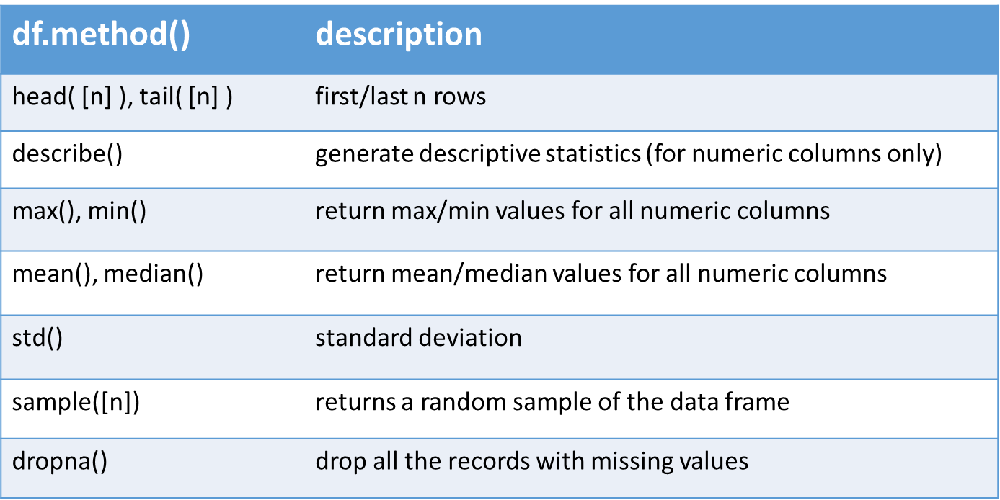 df.method() description
head( [n] ), tail( [n] ) first/last n rows
describe() generate descriptive statistics (for numeric columns only)
max(), min() return max/min values for all numeric columns
mean(), median() return mean/median values for all numeric columns
std() standard deviation
sample([n]) returns a random sample of the data frame
dropna() drop all the records with missing values